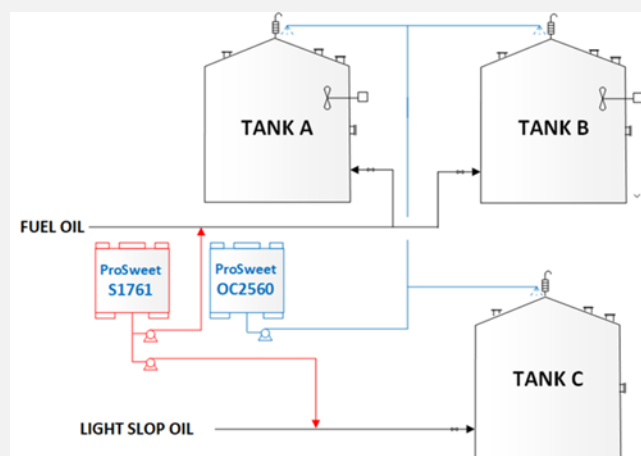 TANK A
TANK B
FUEL OIL
ProSweet
S1761
ProSweet
OC2560
TANK C
LIGHT SLOP OIL